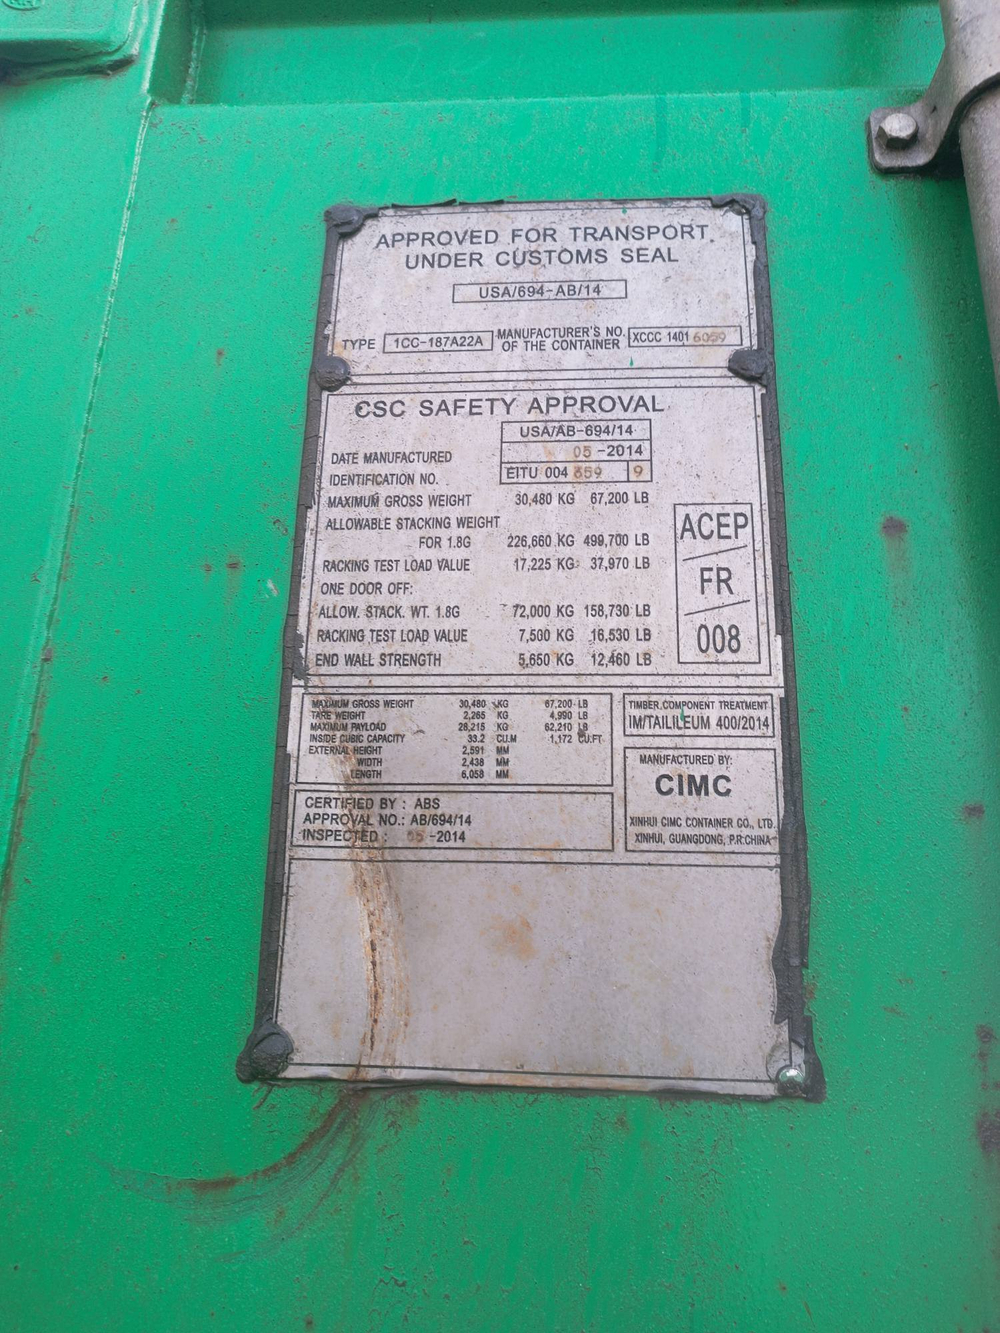 APPROVED FOR TRANSPORT
UNDER CUSTOMS SEAL
USA/694-AB/14
TYPE 1CC-187A22A MANUFACTURER'S NO. OF THE CONTAINER XCCC 1401 6059
CSC SAFETY APPROVAL
USA/AB-694/14
DATE MANUFACTURED 05 -2014
IDENTIFICATION NO. EITU 004 859 9
MAXIMUM GROSS WEIGHT 30,480 KG 67,200 LB
ALLOWABLE STACKING WEIGHT
FOR 1.8G 226,660 KG 499,700 LB
RACKING TEST LOAD VALUE 17,225 KG 37,970 LB
ONE DOOR OFF:
ALLOW. STACK. WT. 1.8G 72,000 KG 158,730 LB
RACKING TEST LOAD VALUE 7,500 KG 16,530 LB
END WALL STRENGTH 5,650 KG 12,460 LB
ACEP
FR
008
MAXIMUM GROSS WEIGHT 30,480 KG 67,200 LB
TARE WEIGHT 2,265 KG 4,990 LB
MAXIMUM PAYLOAD 28,215 KG 62,210 LB
INSIDE CUBIC CAPACITY 33.2 CU.M 1,172 CU.FT.
EXTERNAL HEIGHT 2,591 MM
WIDTH 2,438 MM
LENGTH 6,058 MM
TIMBER COMPONENT TREATMENT
IM/TAILILEUM 400/2014
MANUFACTURED BY:
CIMC
XINHUI CIMC CONTAINER CO., LTD.
XINHUI, GUANGDONG, P.R.CHINA
CERTIFIED BY : ABS
APPROVAL NO.: AB/694/14
INSPECTED : 05 -2014